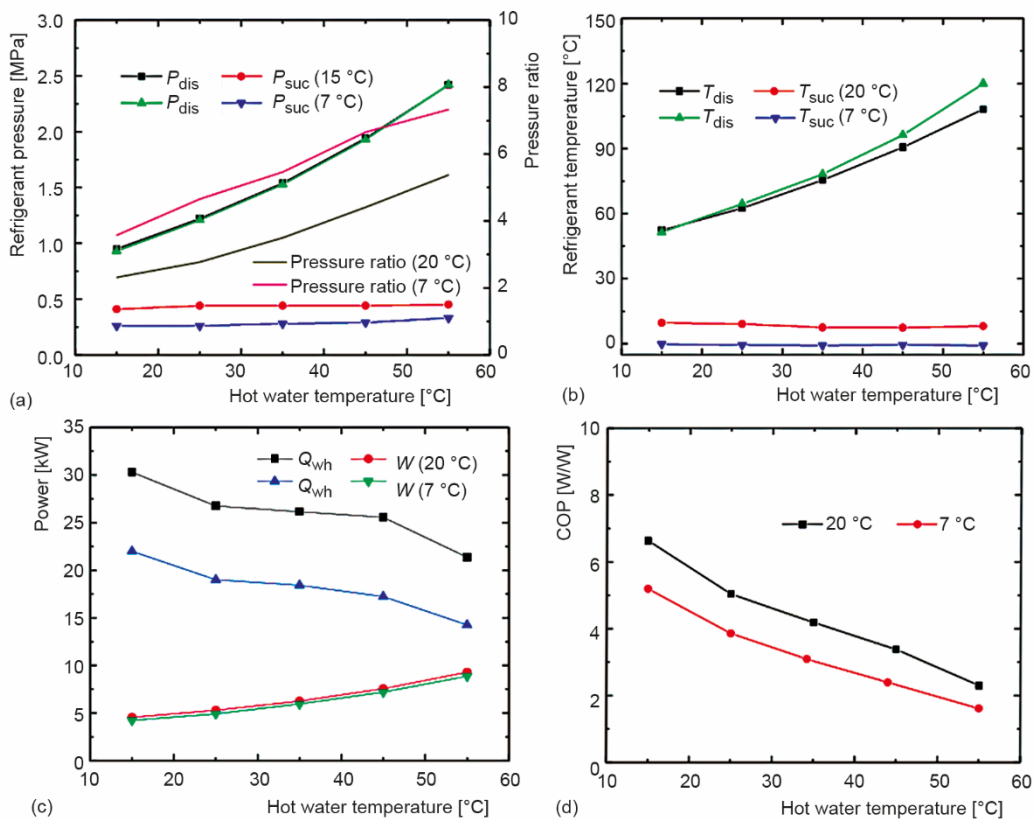 Refrigerant pressure [MPa]
3.0
2.5
2.0
1.5
1.0
0.5
0.0
P_dis P_suc (15 °C)
P_dis P_suc (7 °C)
Pressure ratio (20 °C)
Pressure ratio (7 °C)
10
8
6
4
2
0
Pressure ratio
10 20 30 40 50 60
(a) Hot water temperature [°C]
Refrigerant temprerature [°C]
150
120
90
60
30
0
T_dis T_suc (20 °C)
T_dis T_suc (7 °C)
10 20 30 40 50 60
(b) Hot water temperature [°C]
Power [kW]
35
30
25
20
15
10
5
0
Q_wh W (20 °C)
Q_wh W (7 °C)
10 20 30 40 50 60
(c) Hot water temperature [°C]
COP [W/W]
10
8
6
4
2
0
20 °C 7 °C
10 20 30 40 50 60
(d) Hot water temperature [°C]